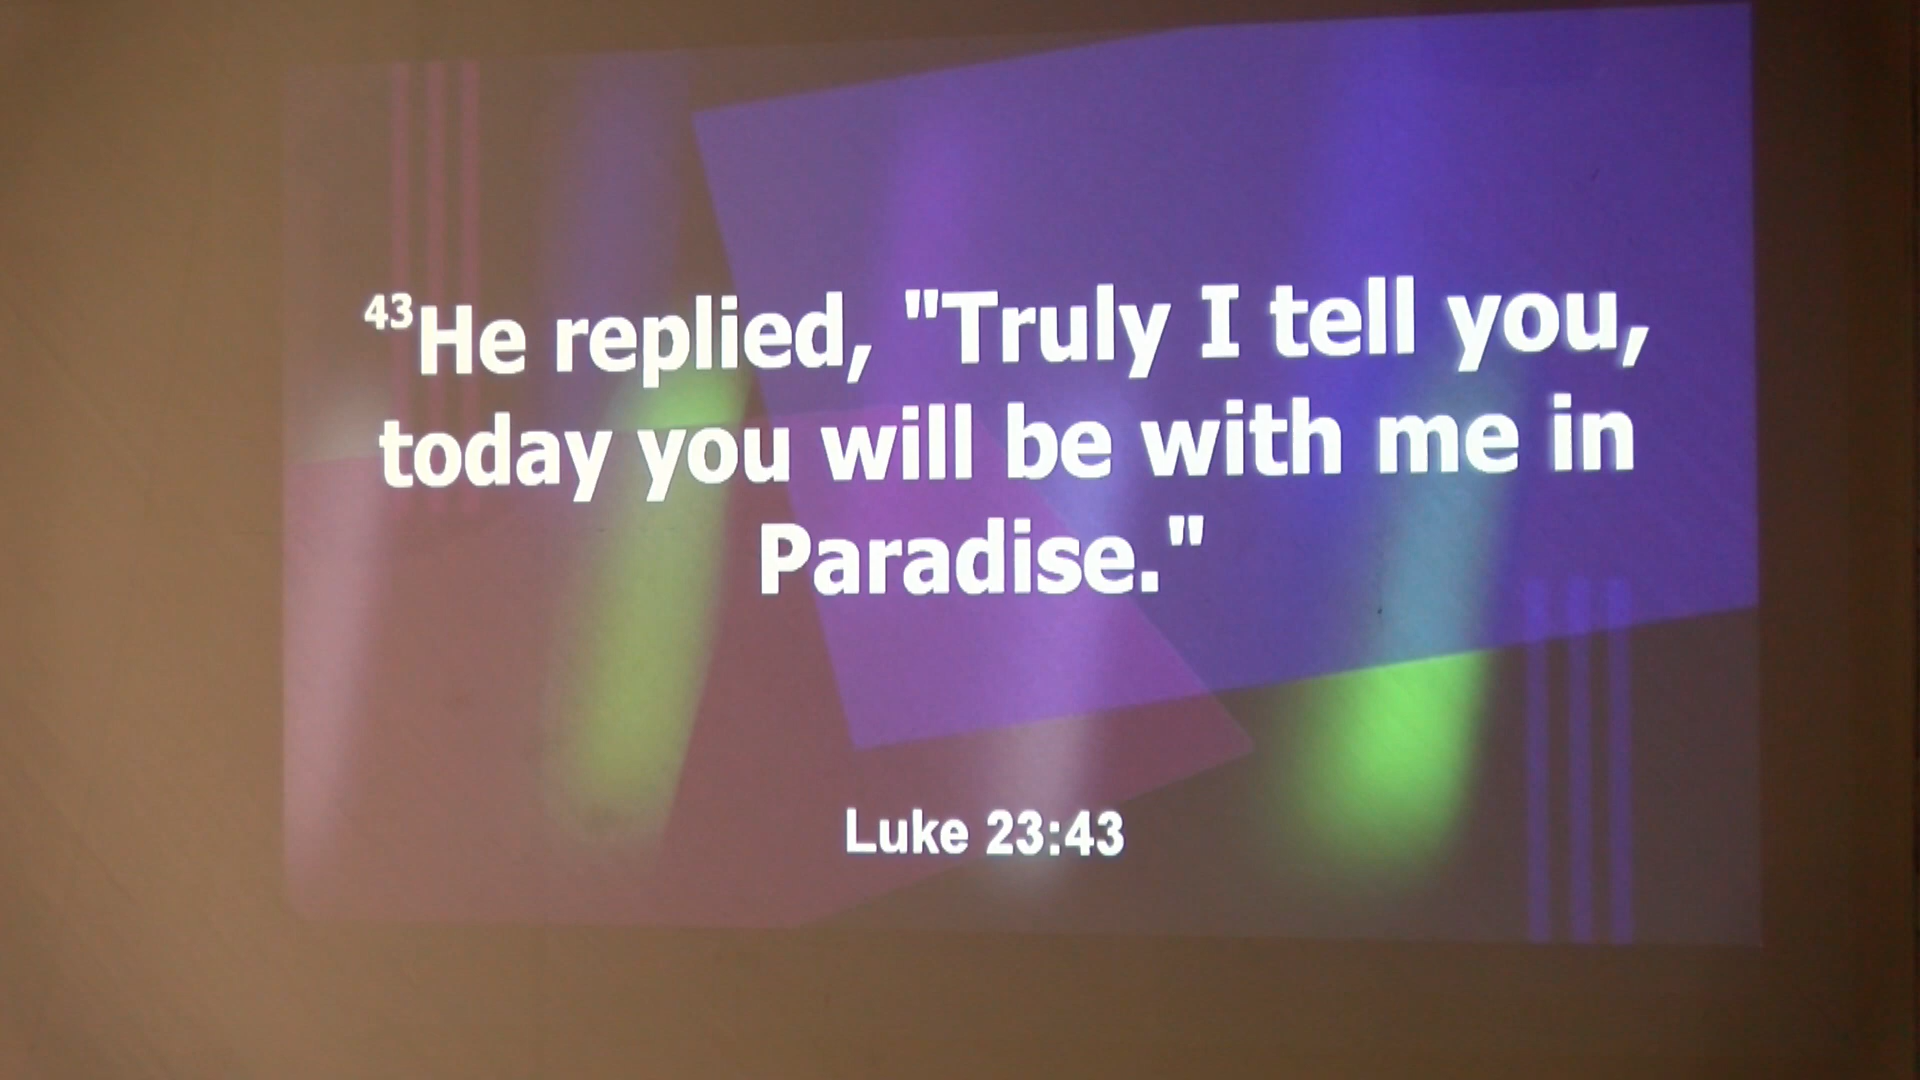 43He replied, "Truly I tell you,
today you will be with me in
Paradise."
Luke 23:43